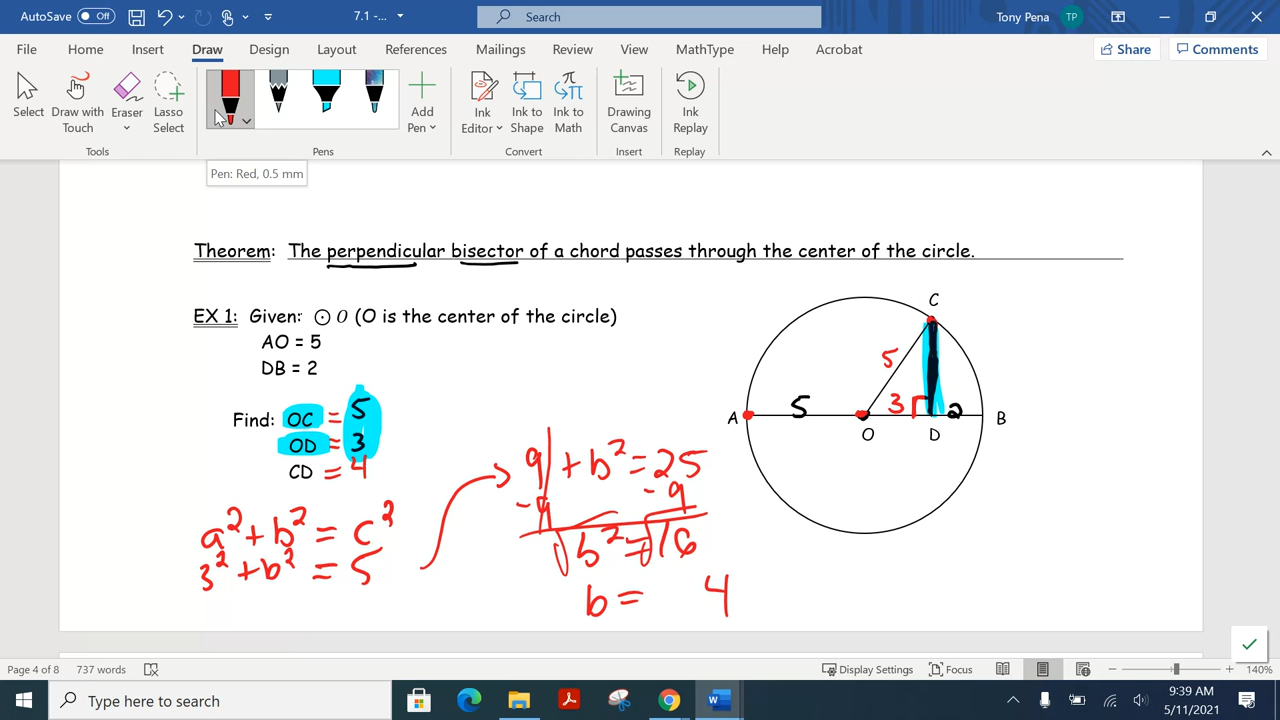 AutoSave Off
7.1 -...
Search
Tony Pena TP
File Home Insert Draw Design Layout References Mailings Review View MathType Help Acrobat Share Comments
Select
Draw with Touch
Eraser
Lasso Select
Add Pen
Ink Editor
Ink to Shape
Ink to Math
Drawing Canvas
Ink Replay
Tools Pens Convert Insert Replay
Pen: Red, 0.5 mm
Theorem: The perpendicular bisector of a chord passes through the center of the circle.
EX 1: Given: ⊙ O (O is the center of the circle)
AO = 5
DB = 2
Find: OC = 5
OD = 3
CD = 4
a² + b² = c²
3² + b² = 5
9 + b² = 25
- 9 - 9
√b² = √16
b = 4
C
5
A 5 3 2 B
O D
Page 4 of 8 737 words Display Settings Focus 140%
Type here to search
9:39 AM
5/11/2021